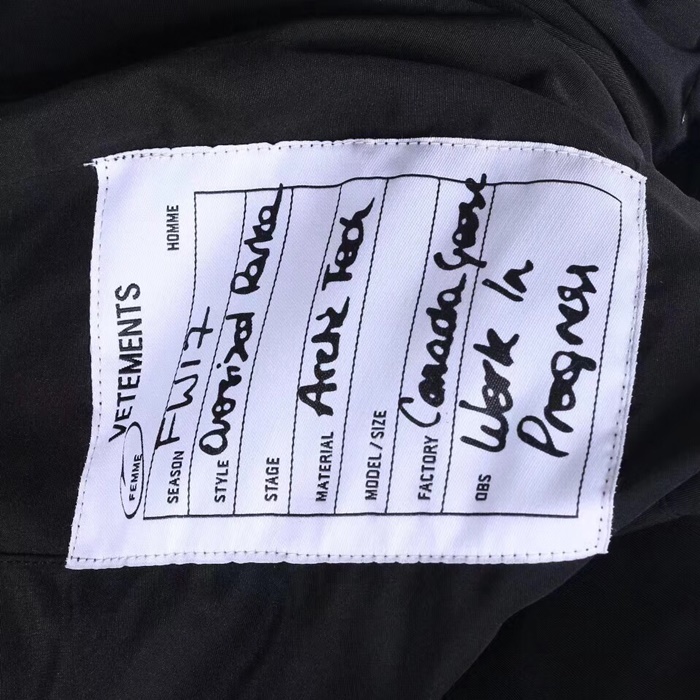 VETEMENTS
FEMME HOMME
SEASON FW17
STYLE Oversized Parka
STAGE
MATERIAL Arctic Tech
MODEL / SIZE
FACTORY Canada Goose
OBS Work In
Progress